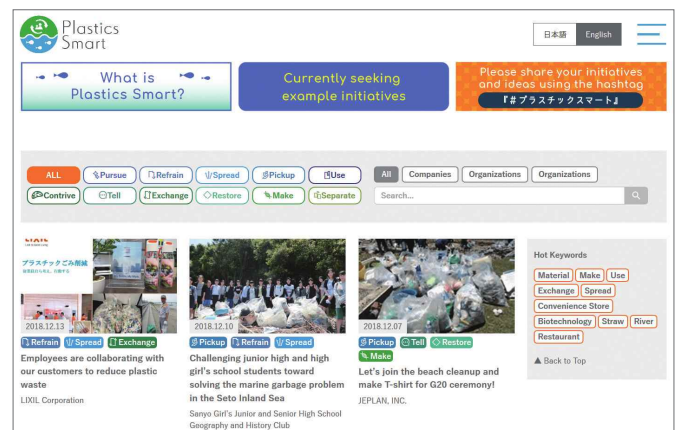 Plastics
Smart
日本語 English
What is
Plastics Smart?
Currently seeking
example initiatives
Please share your initiatives
and ideas using the hashtag
『#プラスチックスマート』
ALL Pursue Refrain Spread Pickup Use
Contrive Tell Exchange Restore Make Separate
All Companies Organizations Organizations
Search...
LIXIL
プラスチックごみ削減
2018.12.13
Refrain Spread Exchange
Employees are collaborating with
our customers to reduce plastic
waste
LIXIL Corporation
2018.12.10
Pickup Refrain Spread
Challenging junior high and high
girl's school students toward
solving the marine garbage problem
in the Seto Inland Sea
Sanyo Girl's Junior and Senior High School
Geography and History Club
2018.12.07
Pickup Tell Restore
Make
Let's join the beach cleanup and
make T-shirt for G20 ceremony!
JEPLAN, INC.
Hot Keywords
Material Make Use
Exchange Spread
Convenience Store
Biotechnology Straw River
Restaurant
▲ Back to Top